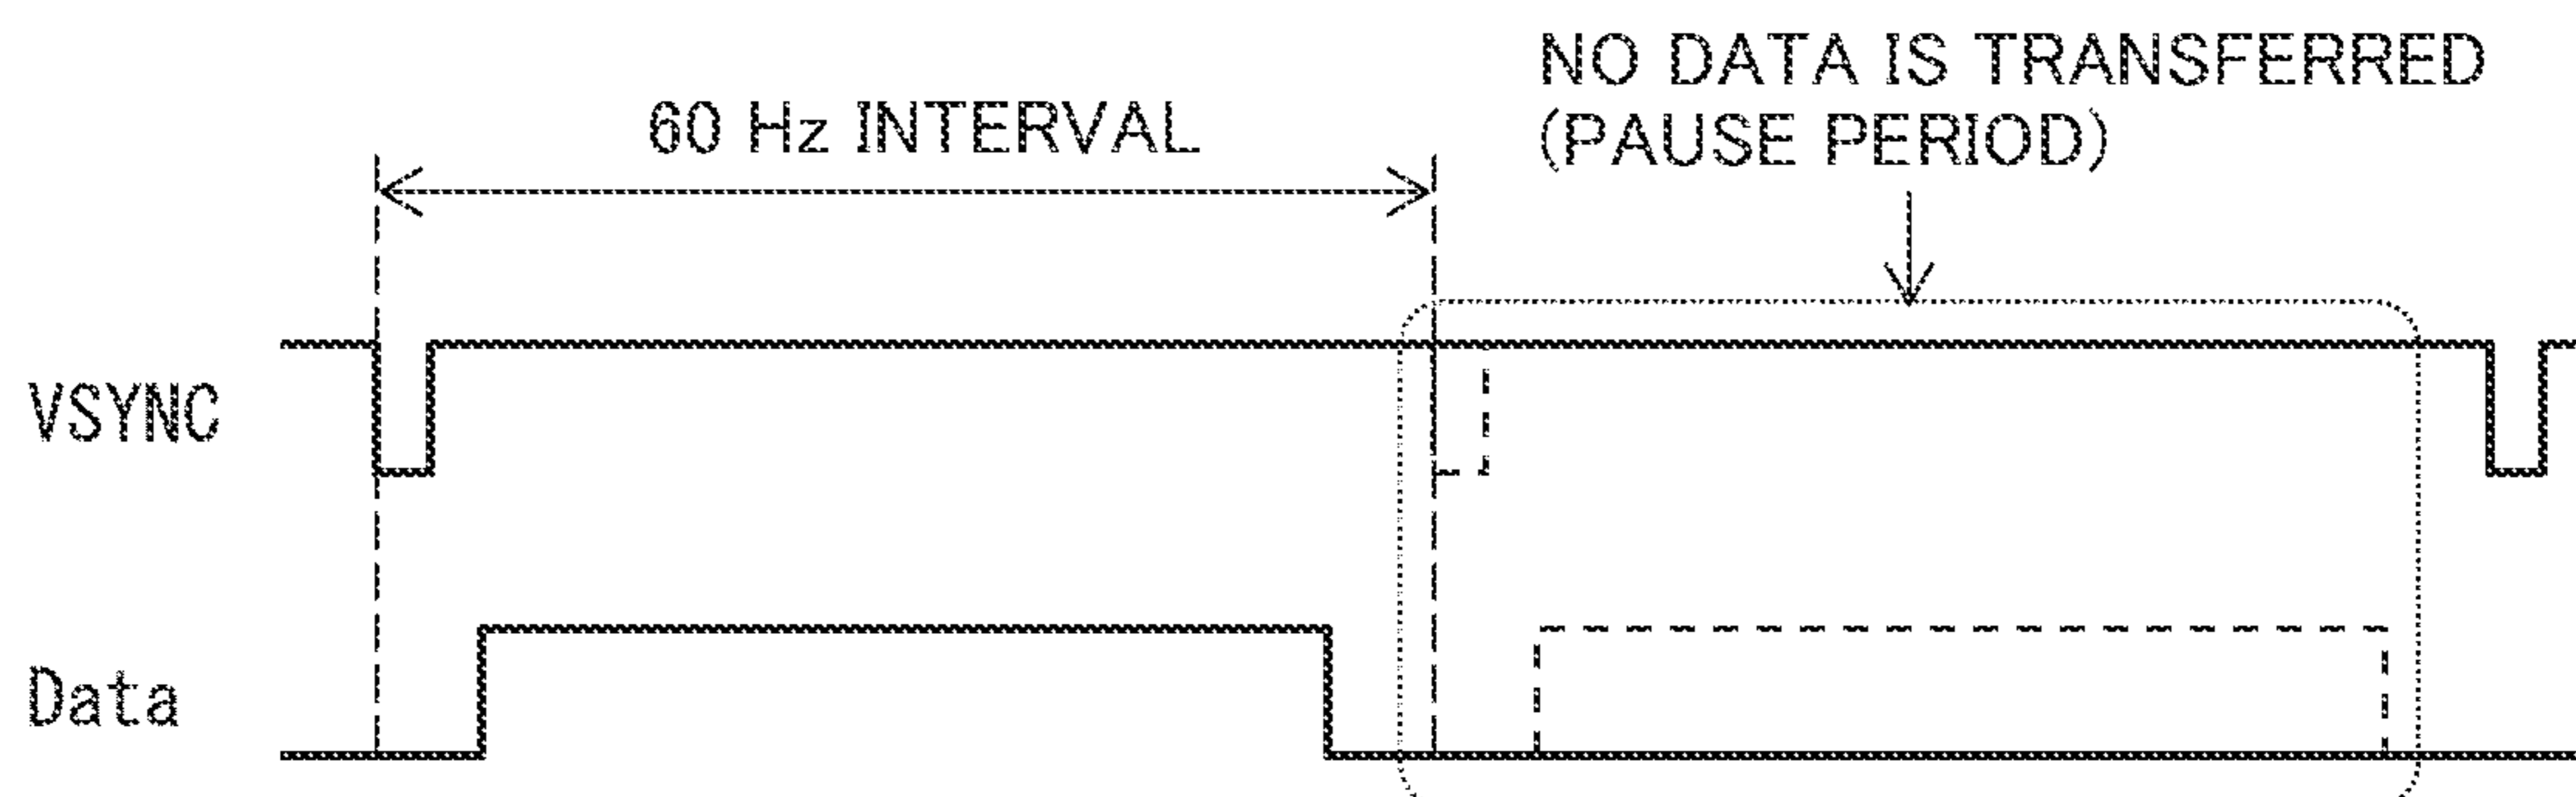 NO DATA IS TRANSFERRED
(PAUSE PERIOD)
60 Hz INTERVAL
VSYNC
Data